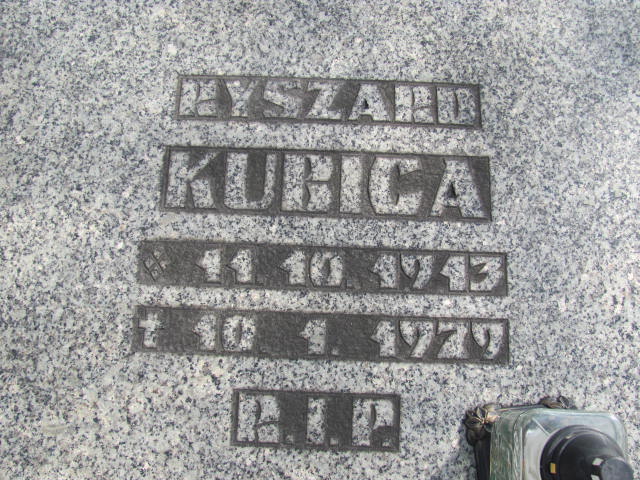 RYSZARD
KUBICA
* 11.10.1943
† 10 1. 1979
R.I.P.